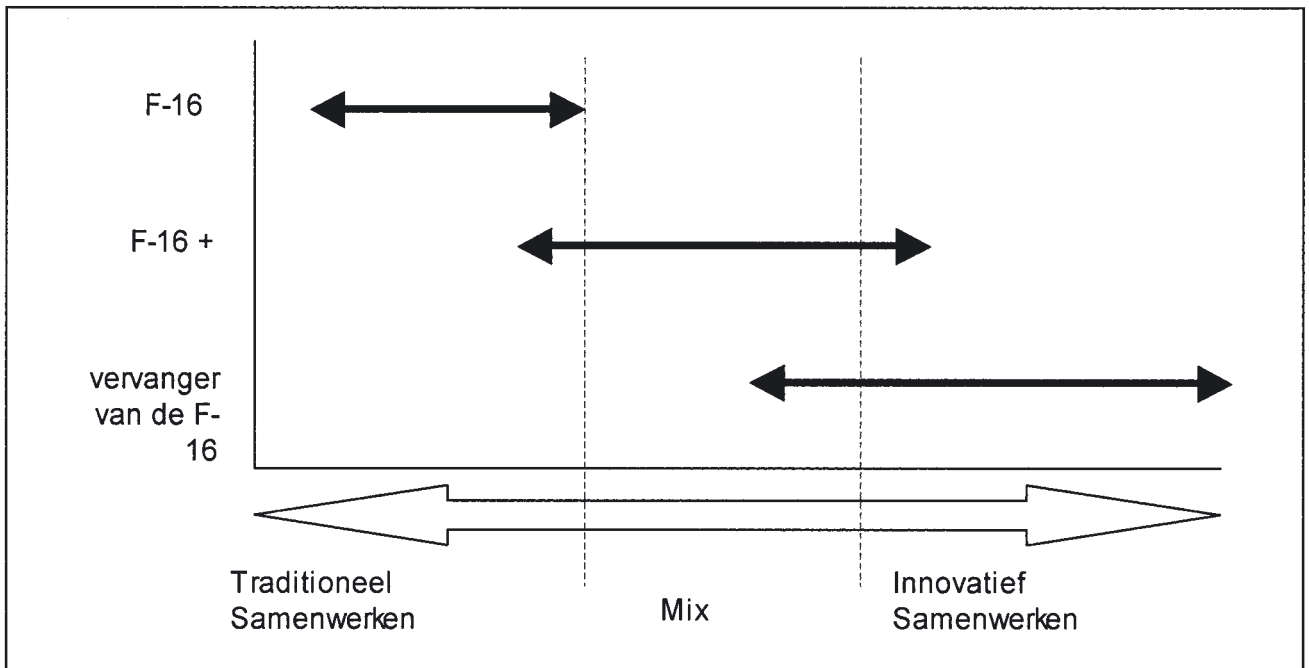 F-16
F-16 +
vervanger
van de F-
16
Traditioneel
Samenwerken
Mix
Innovatief
Samenwerken